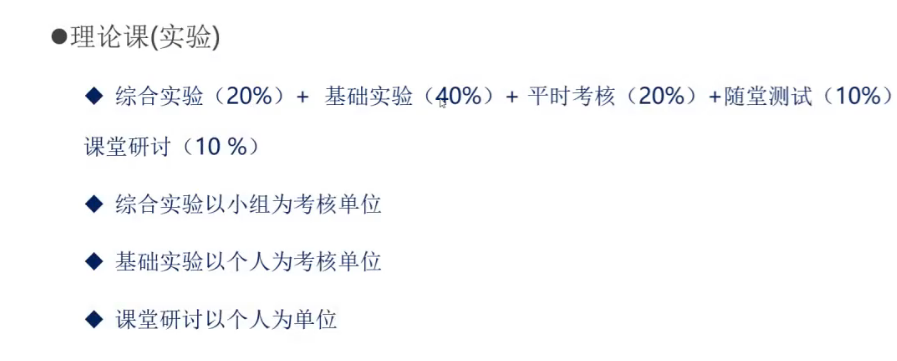 ●理论课(实验)
◆ 综合实验（20%）+ 基础实验（40%）+ 平时考核（20%）+随堂测试（10%）
课堂研讨（10 %）
◆ 综合实验以小组为考核单位
◆ 基础实验以个人为考核单位
◆ 课堂研讨以个人为单位